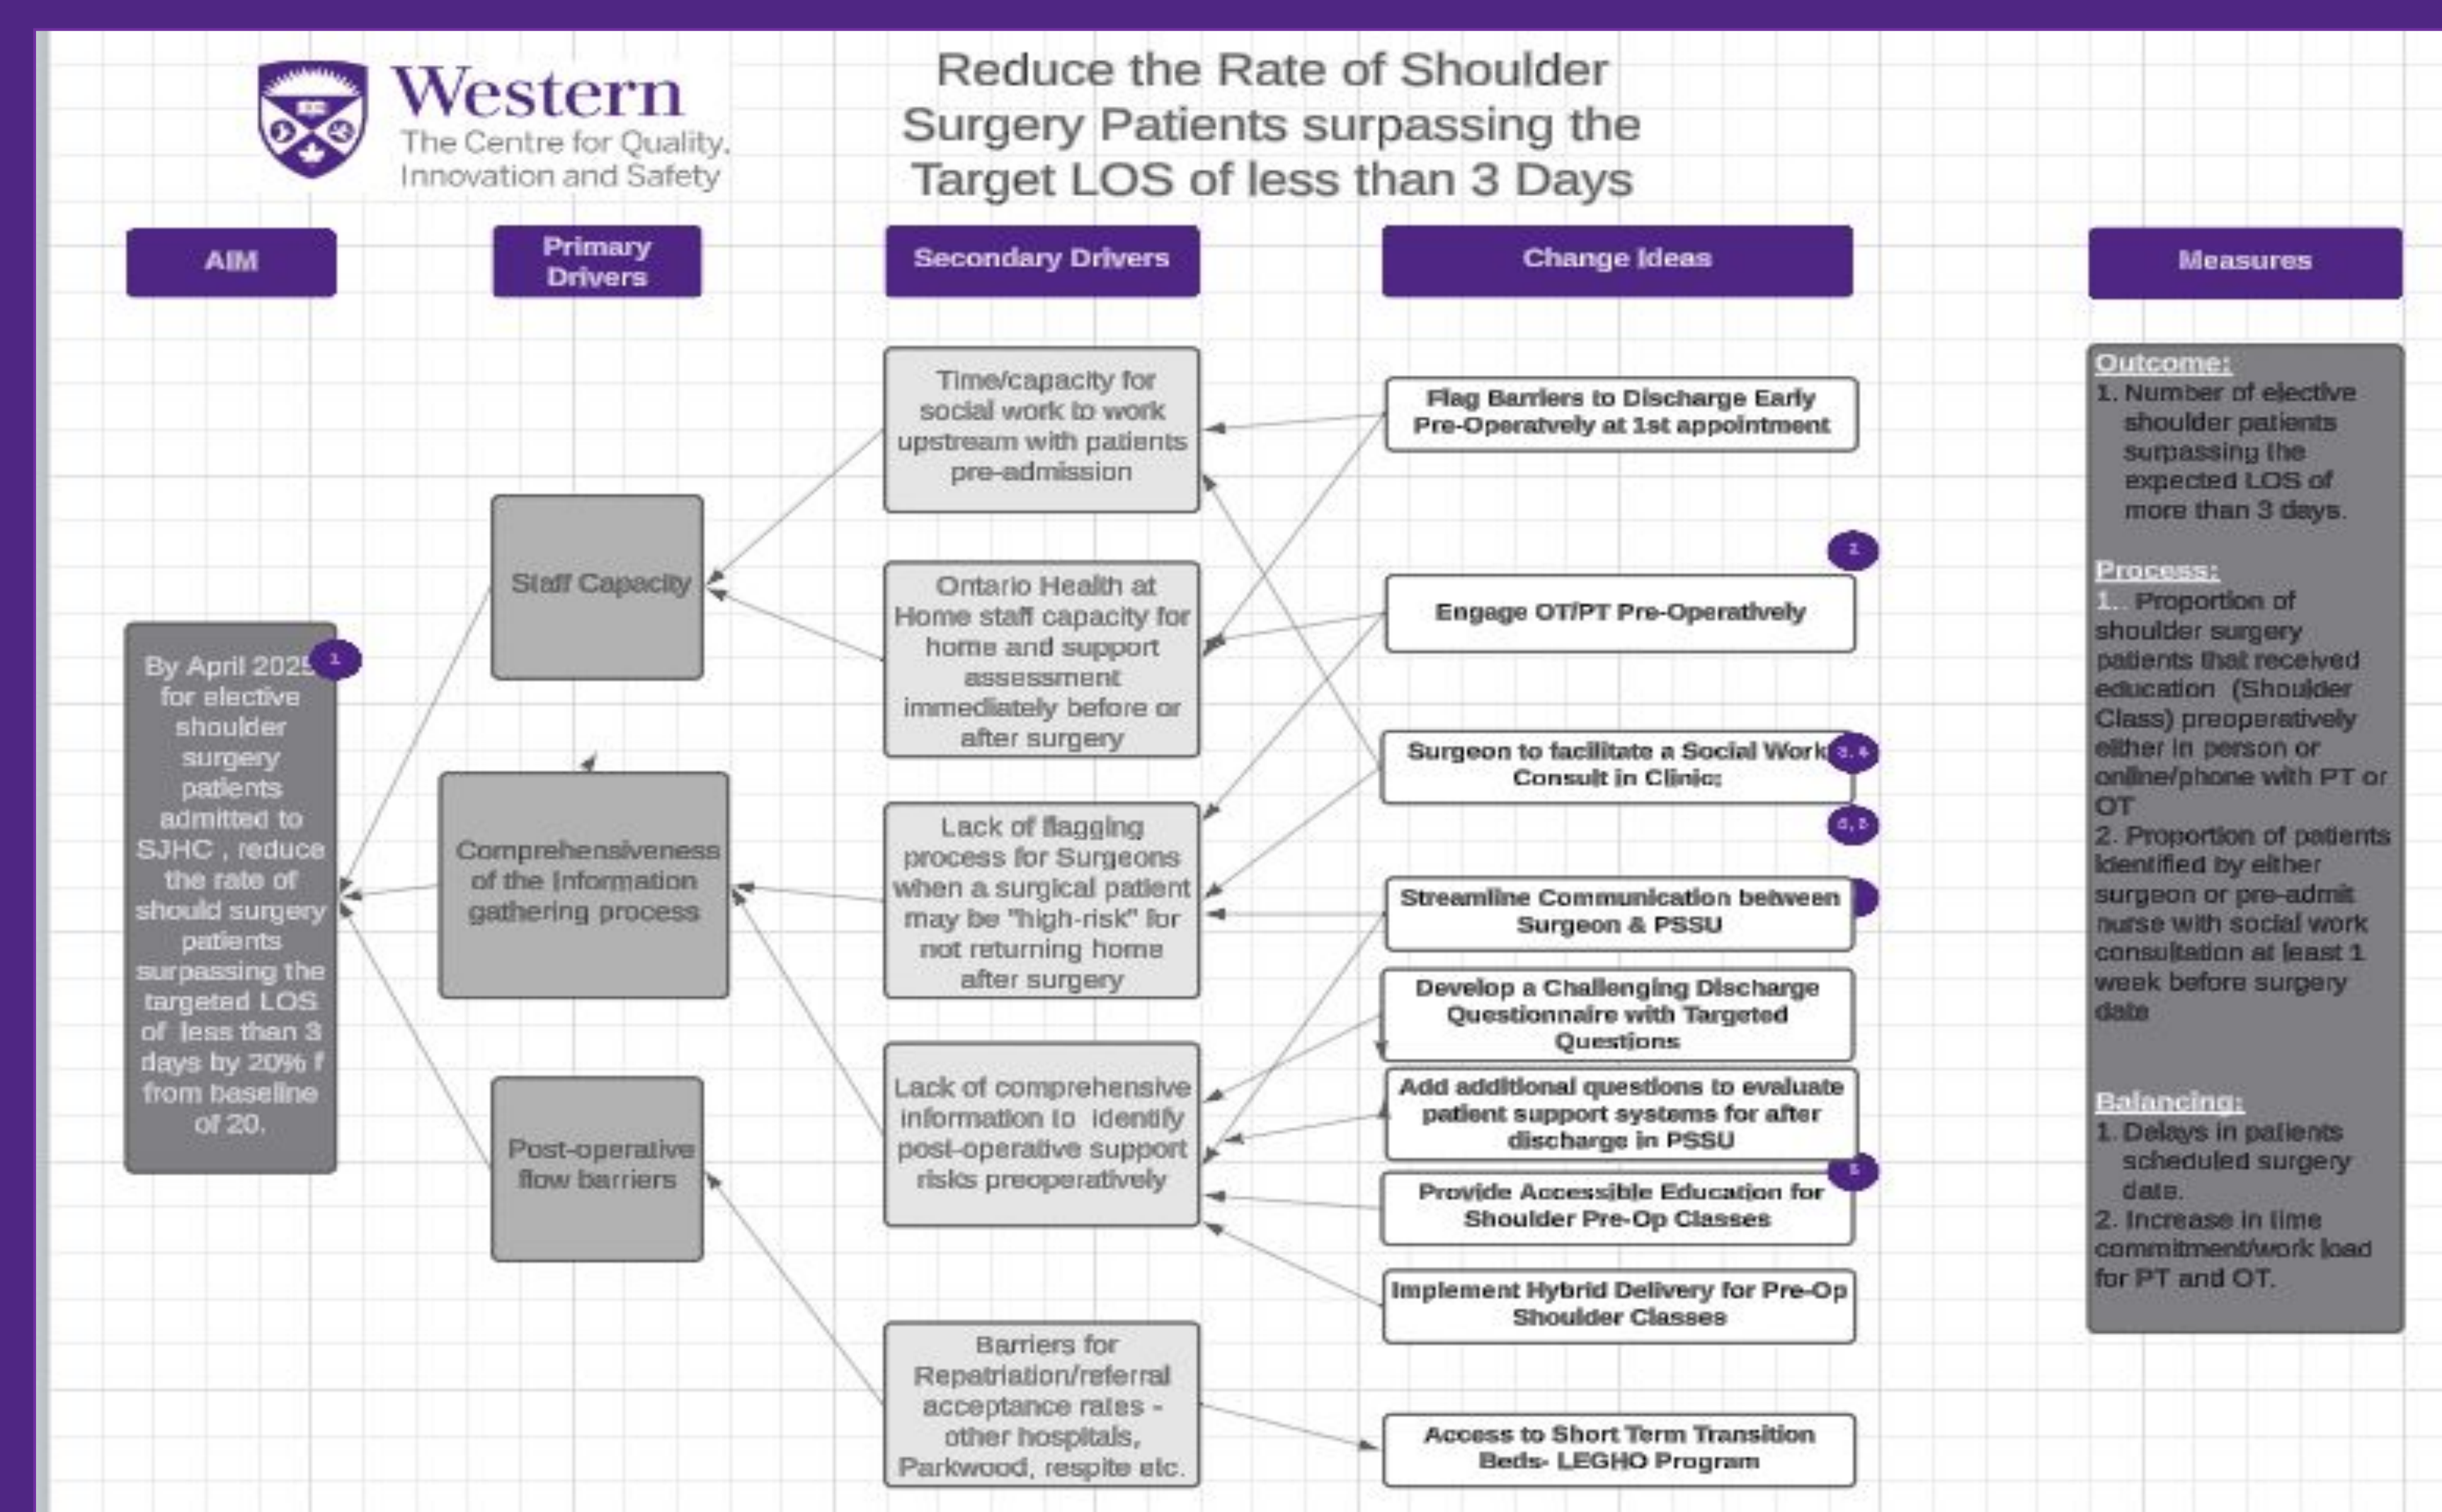 Western
The Centre for Quality,
Innovation and Safety
Reduce the Rate of Shoulder
Surgery Patients surpassing the
Target LOS of less than 3 Days
AIM
Primary
Drivers
Secondary Drivers
Change Ideas
Measures
By April 2025
for elective
shoulder
surgery
patients
admitted to
SJHC , reduce
the rate of
should surgery
patients
surpassing the
targeted LOS
of less than 3
days by 20% f
from baseline
of 20.
1
Staff Capacity
Comprehensiveness
of the Information
gathering process
Post-operative
flow barriers
Time/capacity for
social work to work
upstream with patients
pre-admission
Ontario Health at
Home staff capacity for
home and support
assessment
immediately before or
after surgery
Lack of flagging
process for Surgeons
when a surgical patient
may be "high-risk" for
not returning home
after surgery
Lack of comprehensive
information to identify
post-operative support
risks preoperatively
Barriers for
Repatriation/referral
acceptance rates -
other hospitals,
Parkwood, respite etc.
Flag Barriers to Discharge Early
Pre-Operatvely at 1st appointment
Engage OT/PT Pre-Operatively
Surgeon to facilitate a Social Work
Consult in Clinic;
Streamline Communication between
Surgeon & PSSU
Develop a Challenging Discharge
Questionnaire with Targeted
Questions
Add additional questions to evaluate
patient support systems for after
discharge in PSSU
Provide Accessible Education for
Shoulder Pre-Op Classes
Implement Hybrid Delivery for Pre-Op
Shoulder Classes
Access to Short Term Transition
Beds- LEGHO Program
Outcome:
1. Number of elective
shoulder patients
surpassing the
expected LOS of
more than 3 days.
Process:
1.. Proportion of
shoulder surgery
patients that received
education (Shoulder
Class) preoperatively
either in person or
online/phone with PT or
OT
2. Proportion of patients
identified by either
surgeon or pre-admit
nurse with social work
consultation at least 1
week before surgery
date
Balancing:
1. Delays in patients
scheduled surgery
date.
2. Increase in time
commitment/work load
for PT and OT.